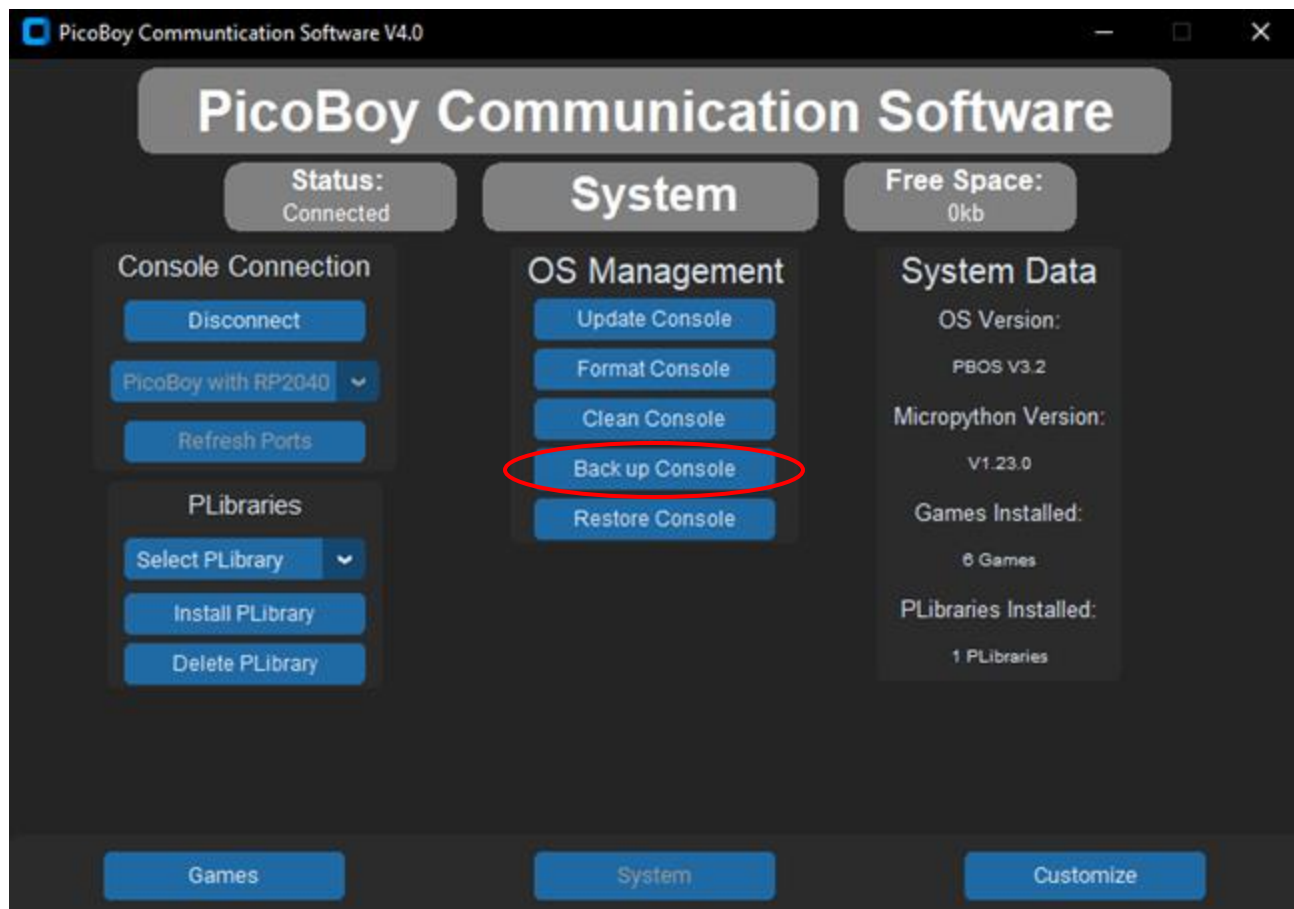 PicoBoy Communtication Software V4.0
PicoBoy Communication Software
Status:
Connected
System
Free Space:
0kb
Console Connection
Disconnect
PicoBoy with RP2040
Refresh Ports
PLibraries
Select PLibrary
Install PLibrary
Delete PLibrary
OS Management
Update Console
Format Console
Clean Console
Back up Console
Restore Console
System Data
OS Version:
PBOS V3.2
Micropython Version:
V1.23.0
Games Installed:
6 Games
PLibraries Installed:
1 PLibraries
Games
System
Customize